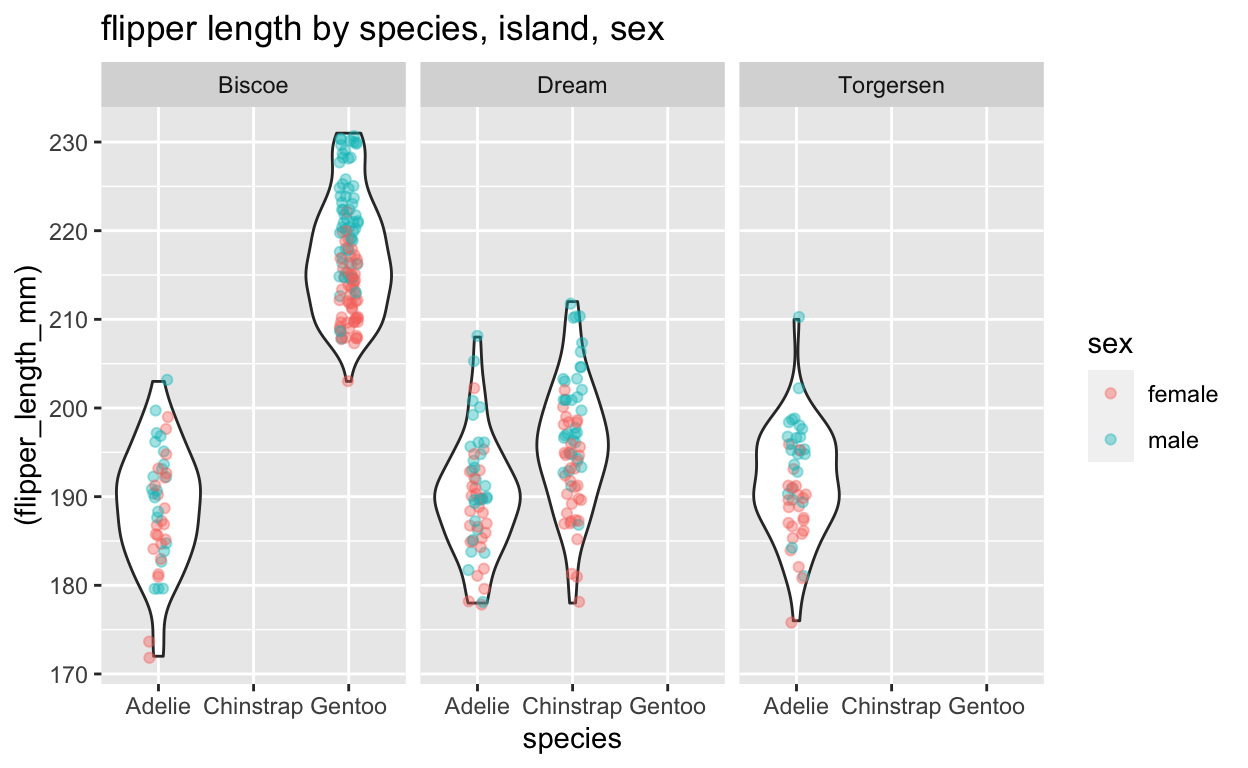 flipper length by species, island, sex
Biscoe Dream Torgersen
(flipper_length_mm)
230
220
210
200
190
180
170
Adelie Chinstrap Gentoo Adelie Chinstrap Gentoo Adelie Chinstrap Gentoo
species
sex
female
male